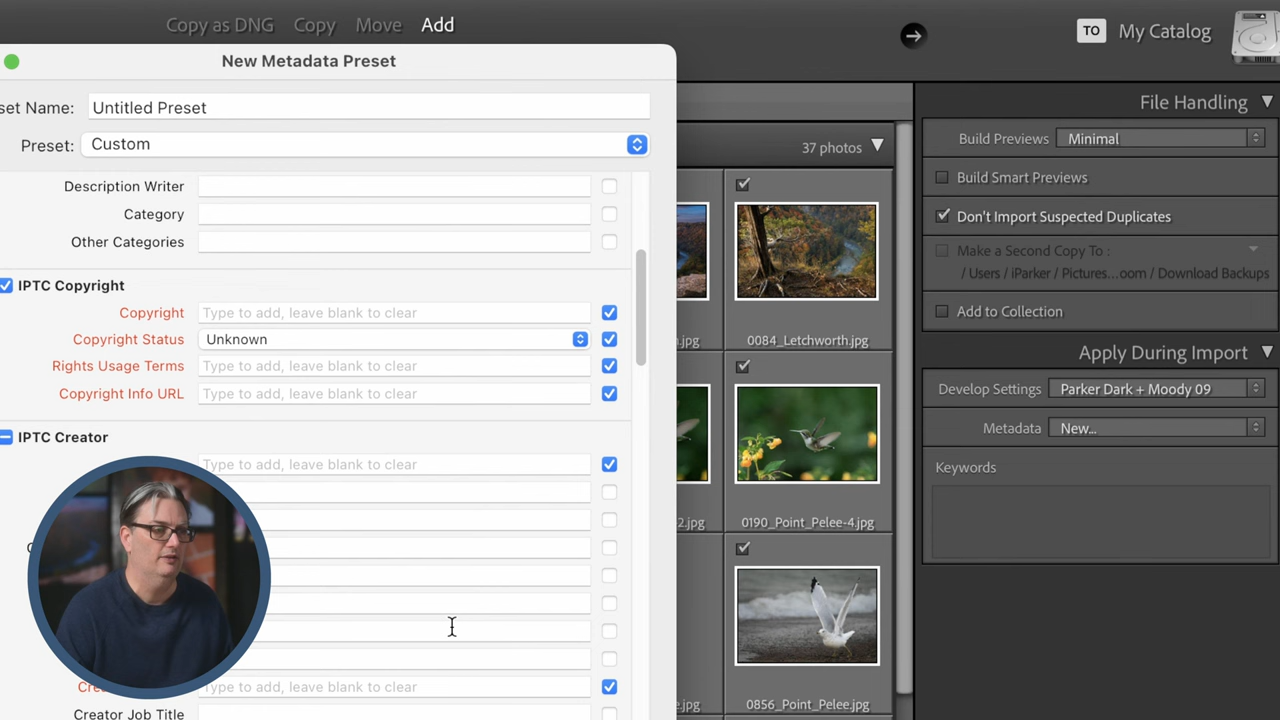 Copy as DNG Copy Move Add
TO My Catalog
New Metadata Preset
set Name: Untitled Preset
Preset: Custom
Description Writer
Category
Other Categories
IPTC Copyright
Copyright Type to add, leave blank to clear
Copyright Status Unknown
Rights Usage Terms Type to add, leave blank to clear
Copyright Info URL Type to add, leave blank to clear
IPTC Creator
Type to add, leave blank to clear
Type to add, leave blank to clear
Creator Job Title
37 photos
.jpg 0084_Letchworth.jpg
2.jpg 0190_Point_Pelee-4.jpg
e.jpg 0856_Point_Pelee.jpg
File Handling
Build Previews Minimal
Build Smart Previews
Don't Import Suspected Duplicates
Make a Second Copy To :
/ Users / iParker / Pictures...oom / Download Backups
Add to Collection
Apply During Import
Develop Settings Parker Dark + Moody 09
Metadata New...
Keywords